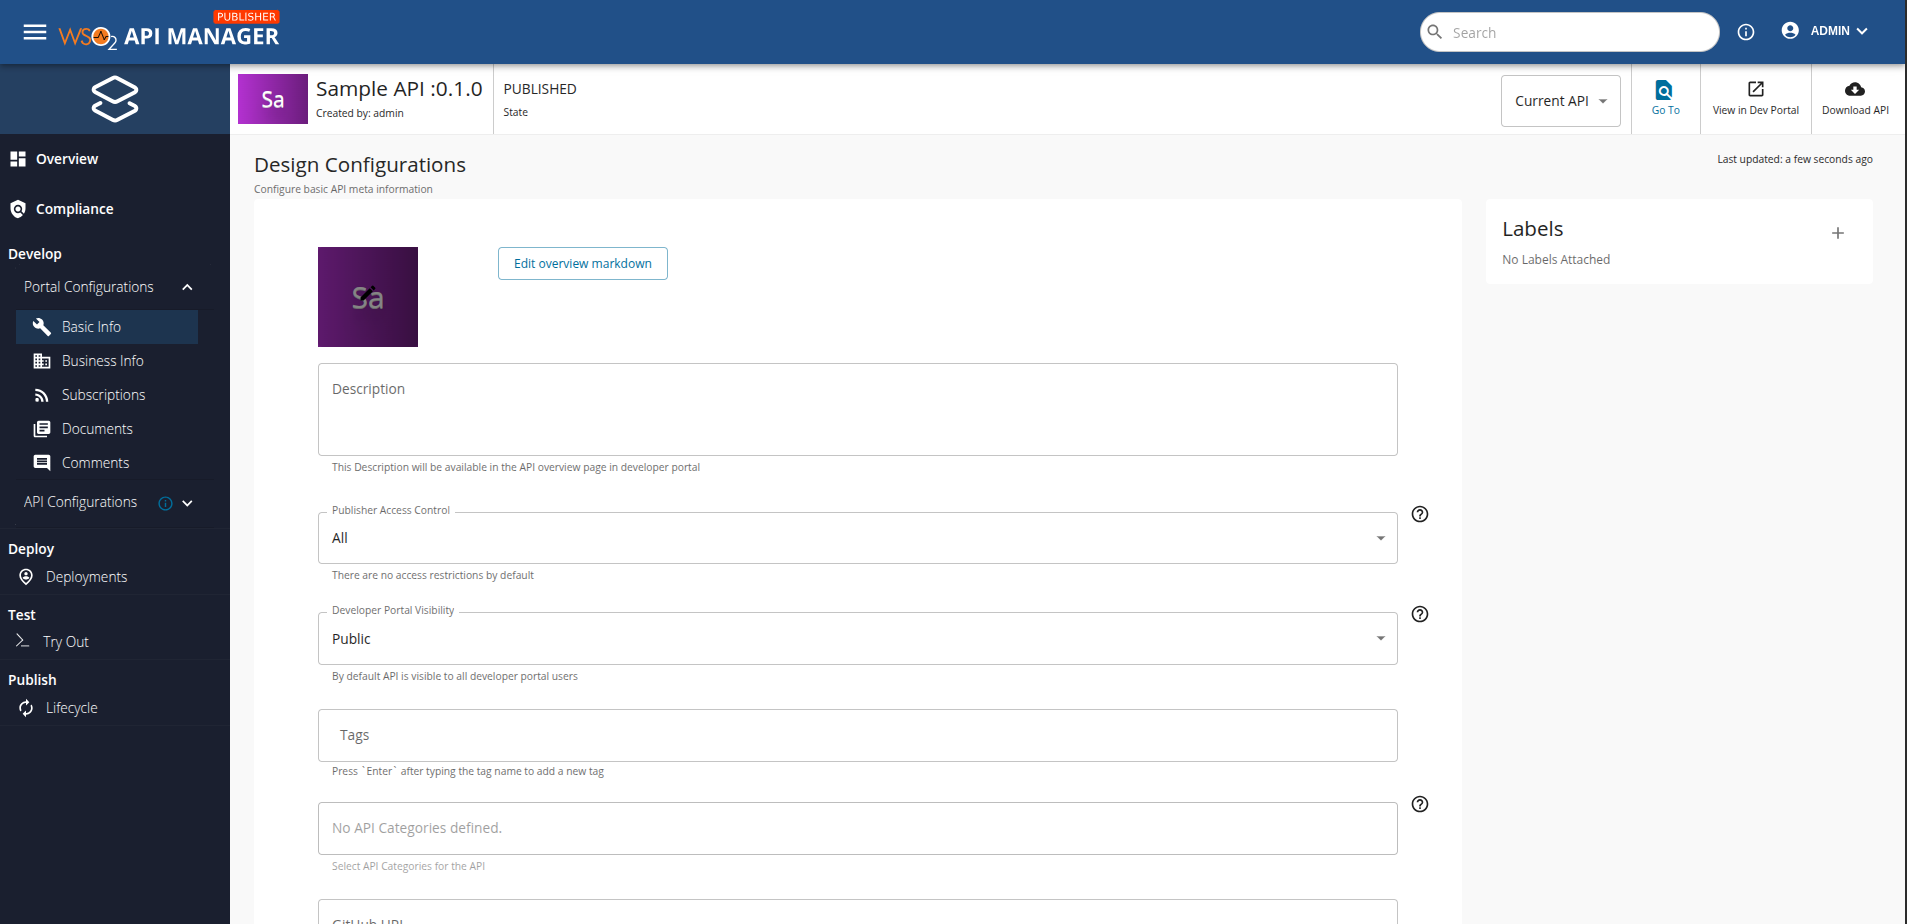 PUBLISHER
WSO2 API MANAGER
Search
ADMIN
Sa
Sample API :0.1.0
Created by: admin
PUBLISHED
State
Current API
Go To
View in Dev Portal
Download API
Overview
Compliance
Develop
Portal Configurations
Basic Info
Business Info
Subscriptions
Documents
Comments
API Configurations
Deploy
Deployments
Test
Try Out
Publish
Lifecycle
Design Configurations
Configure basic API meta information
Last updated: a few seconds ago
Sa
Edit overview markdown
Description
This Description will be available in the API overview page in developer portal
Publisher Access Control
All
There are no access restrictions by default
Developer Portal Visibility
Public
By default API is visible to all developer portal users
Tags
Press `Enter` after typing the tag name to add a new tag
No API Categories defined.
Select API Categories for the API
GitHub URL
Labels
No Labels Attached